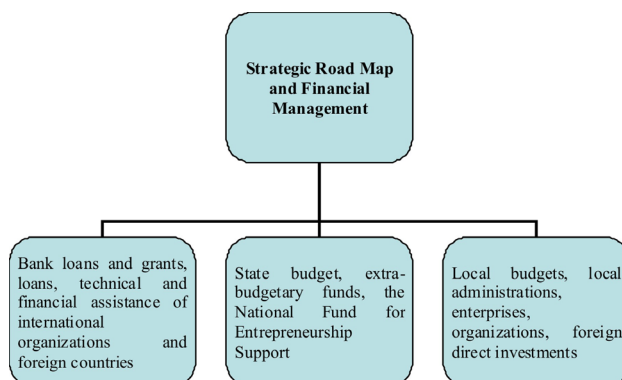 Strategic Road Map
and Financial
Management
Bank loans and grants,
loans, technical and
financial assistance of
international
organizations and
foreign countries
State budget, extra-
budgetary funds, the
National Fund for
Entrepreneurship
Support
Local budgets, local
administrations,
enterprises,
organizations, foreign
direct investments